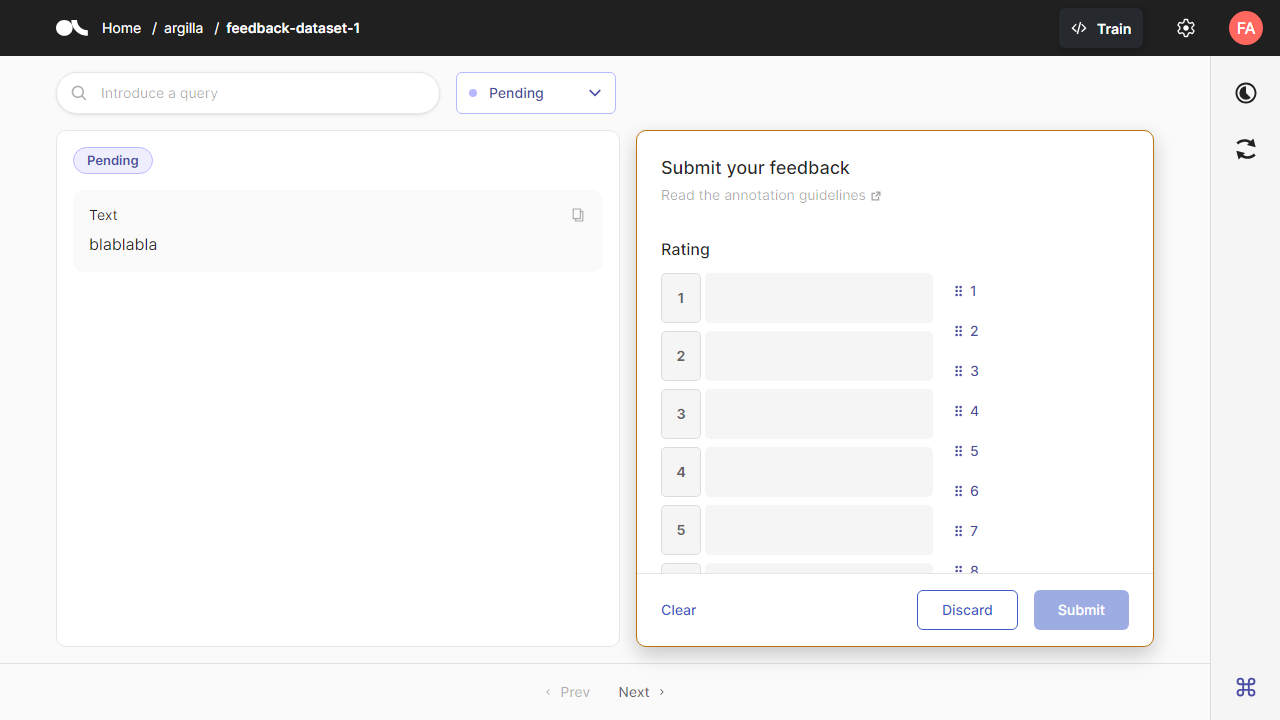 Home / argilla / feedback-dataset-1
Train
FA
Introduce a query
Pending
Pending
Text
blablabla
Submit your feedback
Read the annotation guidelines
Rating
1
2
3
4
5
1
2
3
4
5
6
7
8
Clear
Discard
Submit
Prev
Next